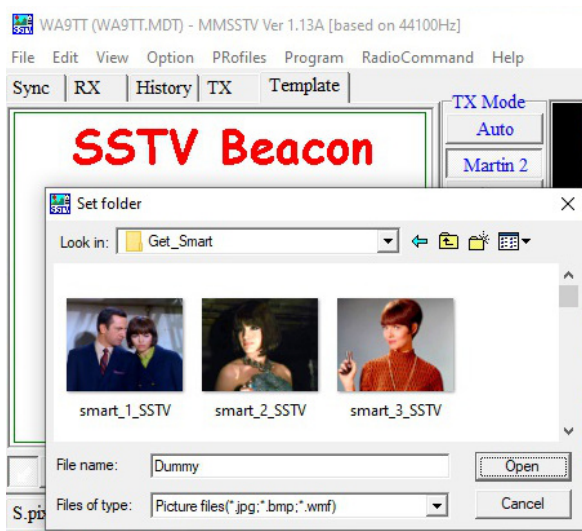 WA9TT (WA9TT.MDT) - MMSSTV Ver 1.13A [based on 44100Hz]
File Edit View Option PRofiles Program RadioCommand Help
Sync RX History TX Template
TX Mode
Auto
SSTV Beacon
Martin 2
Set folder
Look in: Get_Smart
smart_1_SSTV smart_2_SSTV smart_3_SSTV
File name: Dummy Open
Files of type: Picture files(*.jpg;*.bmp;*.wmf) Cancel
S.pix